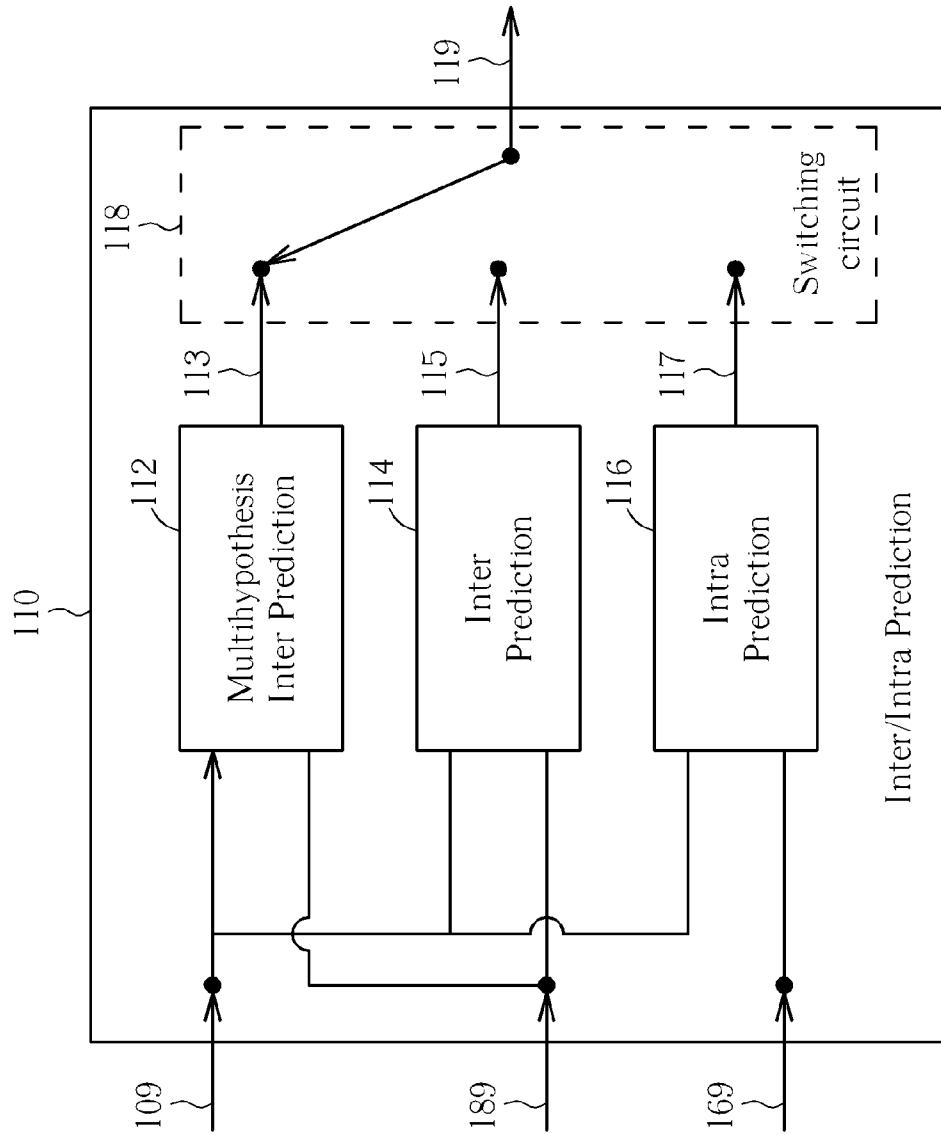 110
118
119
112
Multihypothesis
Inter Prediction
113
114
Inter
Prediction
115
116
Intra
Prediction
117
Switching
circuit
Inter/Intra Prediction
109
189
169